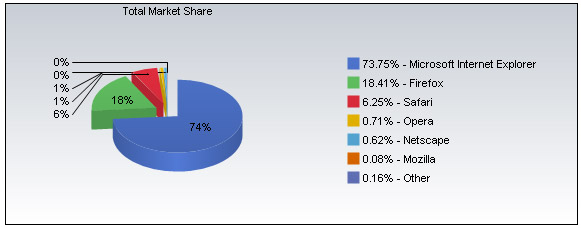 Total Market Share
0%
0%
1%
1%
6%
18%
74%
73.75% - Microsoft Internet Explorer
18.41% - Firefox
6.25% - Safari
0.71% - Opera
0.62% - Netscape
0.08% - Mozilla
0.16% - Other